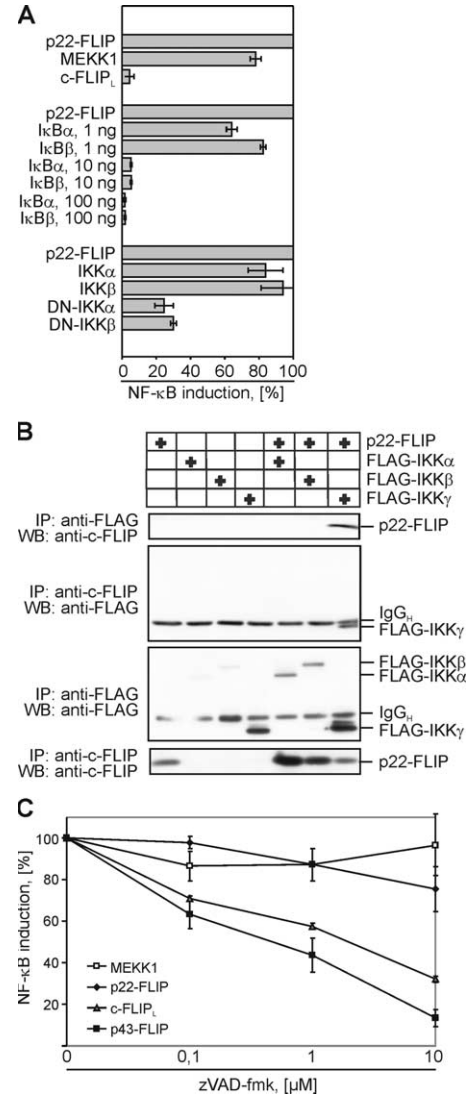 A
p22-FLIP
MEKK1
c-FLIPL
p22-FLIP
IκBα, 1 ng
IκBβ, 1 ng
IκBα, 10 ng
IκBβ, 10 ng
IκBα, 100 ng
IκBβ, 100 ng
p22-FLIP
IKKα
IKKβ
DN-IKKα
DN-IKKβ
0 20 40 60 80 100
NF-κB induction, [%]
B
p22-FLIP
FLAG-IKKα
FLAG-IKKβ
FLAG-IKKγ
IP: anti-FLAG
WB: anti-c-FLIP
p22-FLIP
IP: anti-c-FLIP
WB: anti-FLAG
IgGH
FLAG-IKKγ
IP: anti-FLAG
WB: anti-FLAG
FLAG-IKKβ
FLAG-IKKα
IgGH
FLAG-IKKγ
IP: anti-c-FLIP
WB: anti-c-FLIP
p22-FLIP
C
NF-κB induction, [%]
100
80
60
40
20
MEKK1
p22-FLIP
c-FLIPL
p43-FLIP
0 0,1 1 10
zVAD-fmk, [μM]